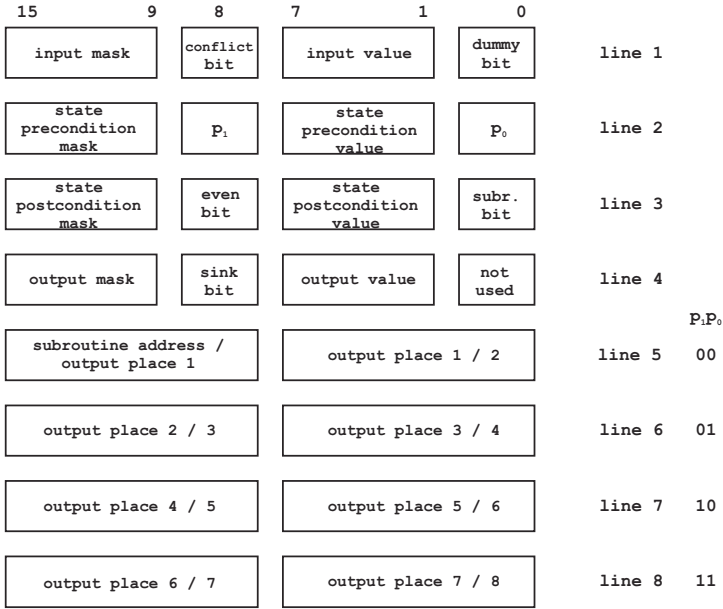 15 9 8 7 1 0
input mask conflict bit input value dummy bit line 1
state precondition mask p₁ state precondition value p₀ line 2
state postcondition mask even bit state postcondition value subr. bit line 3
output mask sink bit output value not used line 4
p₁p₀
subroutine address / output place 1 output place 1 / 2 line 5 00
output place 2 / 3 output place 3 / 4 line 6 01
output place 4 / 5 output place 5 / 6 line 7 10
output place 6 / 7 output place 7 / 8 line 8 11